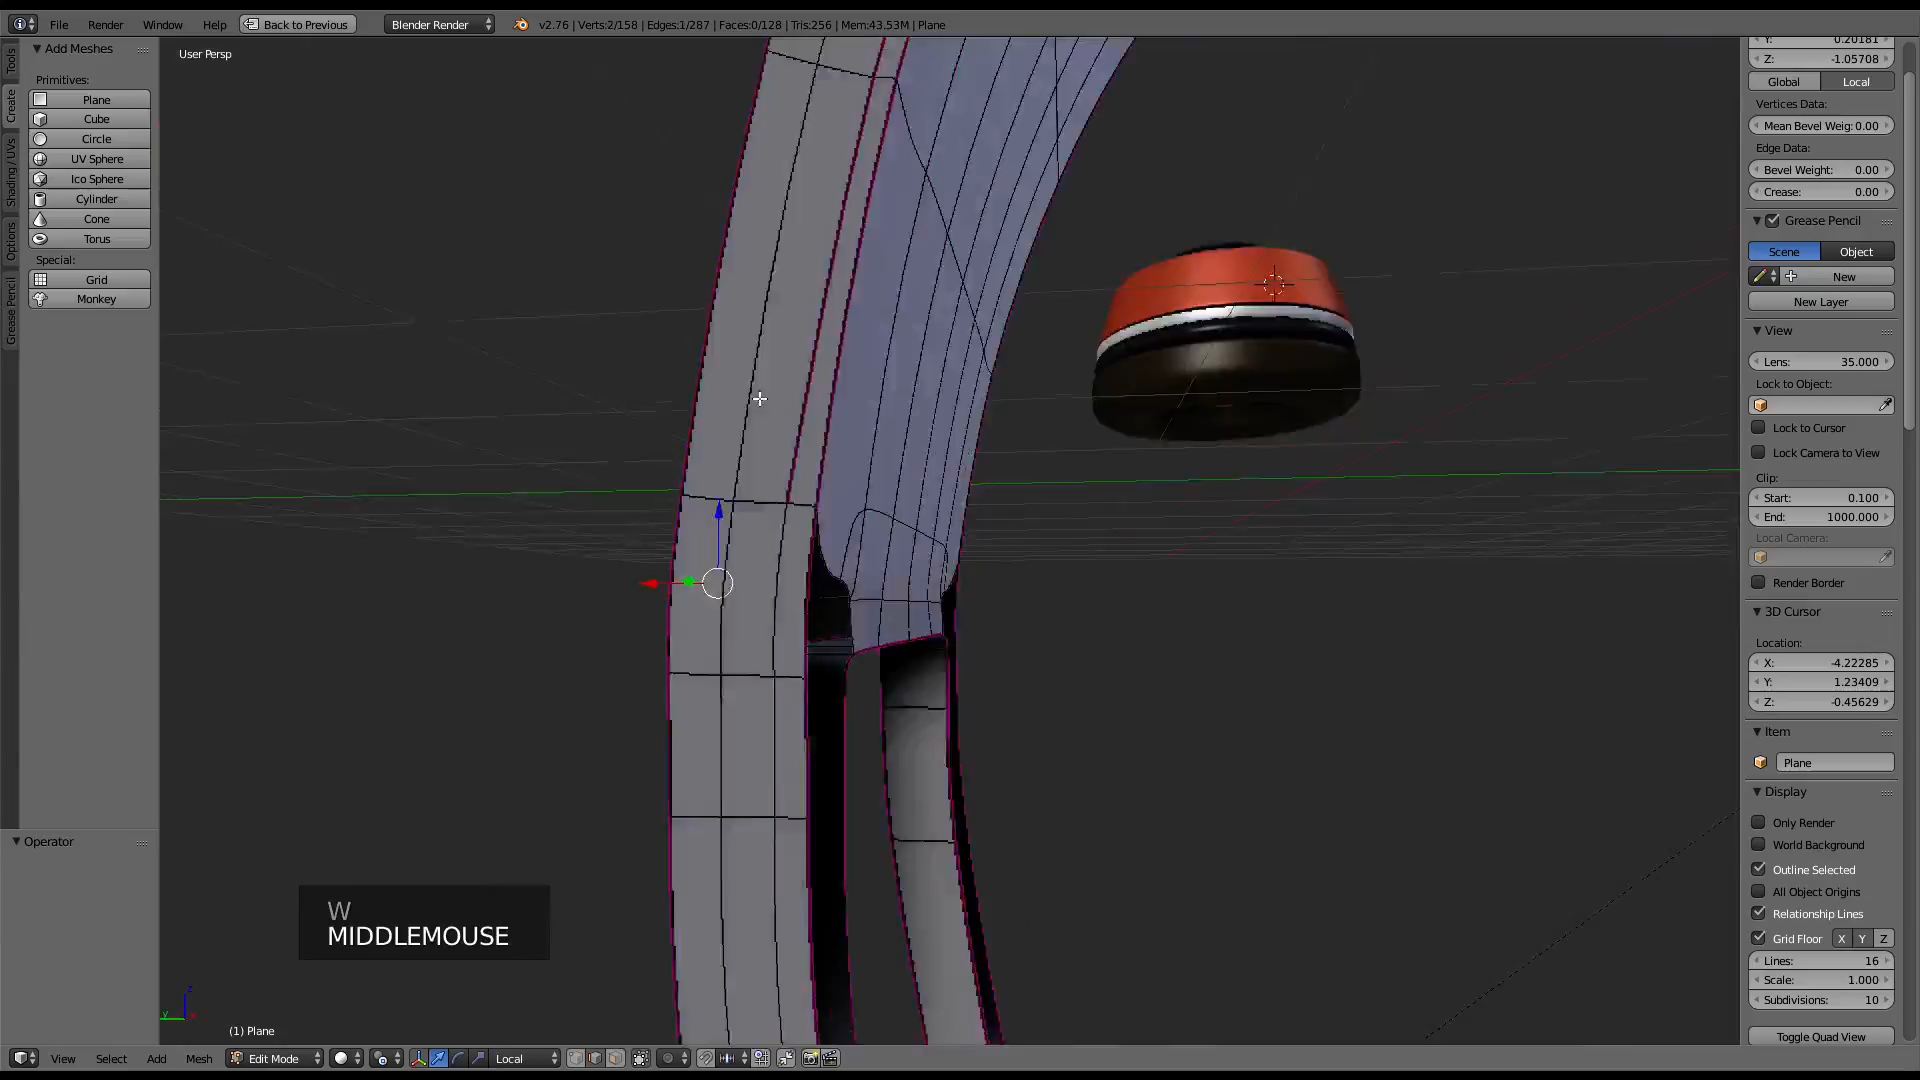 File Render Window Help Back to Previous Blender Render v2.76 | Verts:2/158 | Edges:1/287 | Faces:0/128 | Tris:256 | Mem:43.53M | Plane
Tools
Create
Shading / UVs
Options
Grease Pencil
Add Meshes
Primitives:
Plane
Cube
Circle
UV Sphere
Ico Sphere
Cylinder
Cone
Torus
Special:
Grid
Monkey
Operator
User Persp
W
MIDDLEMOUSE
(1) Plane
Y: 0.20181
Z: -1.05708
Global Local
Vertices Data:
Mean Bevel Weig: 0.00
Edge Data:
Bevel Weight: 0.00
Crease: 0.00
Grease Pencil
Scene Object
New
New Layer
View
Lens: 35.000
Lock to Object:
Lock to Cursor
Lock Camera to View
Clip:
Start: 0.100
End: 1000.000
Local Camera:
Render Border
3D Cursor
Location:
X: -4.22285
Y: 1.23409
Z: -0.45629
Item
Plane
Display
Only Render
World Background
Outline Selected
All Object Origins
Relationship Lines
Grid Floor X Y Z
Lines: 16
Scale: 1.000
Subdivisions: 10
Toggle Quad View
z
y
View Select Add Mesh Edit Mode Local